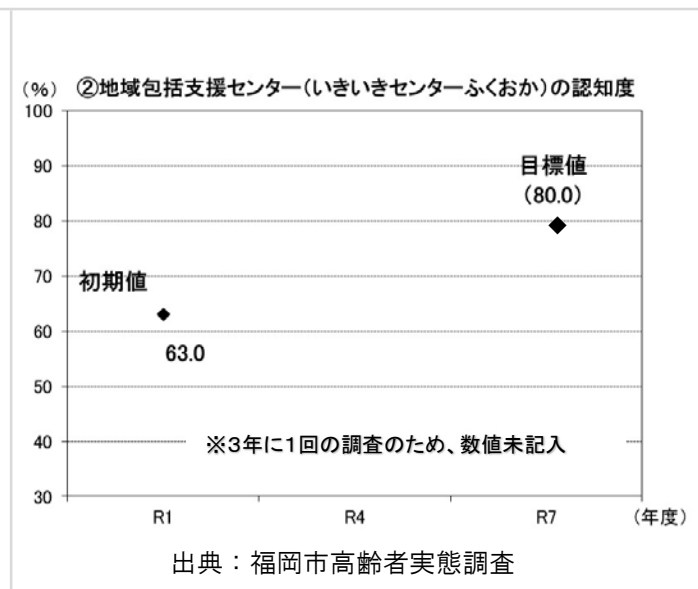 (%) ②地域包括支援センター(いきいきセンターふくおか)の認知度
100
90
目標値
(80.0)
80
70
初期値
60
63.0
50
40
※3年に1回の調査のため、数値未記入
30
R1 R4 R7 (年度)
出典：福岡市高齢者実態調査